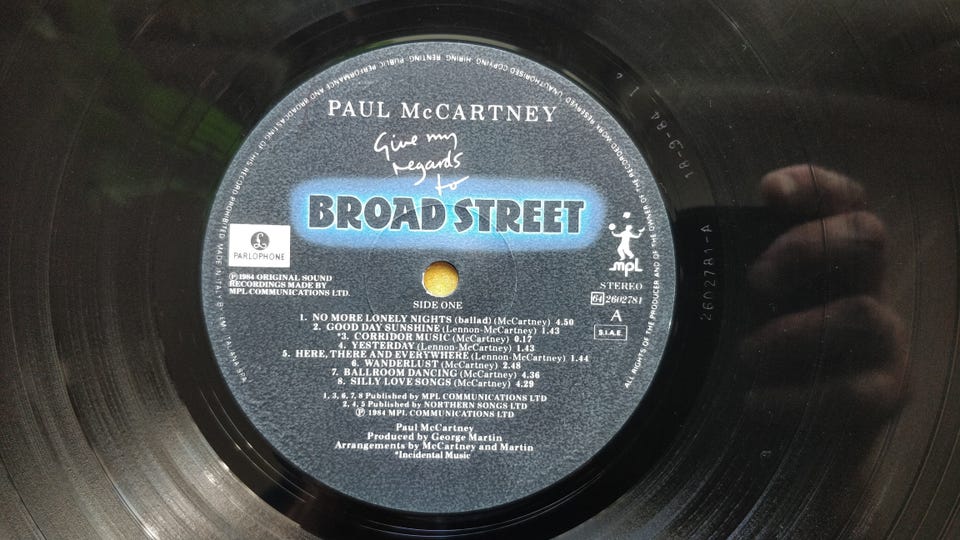 ALL RIGHTS OF THE PRODUCER AND OF THE OWNER OF THE RECORDED WORK RESERVED UNAUTHORISED COPYING HIRING RENTING PUBLIC PERFORMANCE AND BROADCASTING OF THIS RECORD PROHIBITED MADE IN ITALY
PAUL McCARTNEY
Give my
regards
to
BROAD STREET
PARLOPHONE
mpl
℗1984 ORIGINAL SOUND
RECORDINGS MADE BY
MPL COMMUNICATIONS LTD.
STEREO
64 2602781
A
S.I.A.E.
SIDE ONE
1. NO MORE LONELY NIGHTS (ballad) (McCartney) 4.50
2. GOOD DAY SUNSHINE (Lennon-McCartney) 1.43
*3. CORRIDOR MUSIC (McCartney) 0.17
4. YESTERDAY (Lennon-McCartney) 1.43
5. HERE, THERE AND EVERYWHERE (Lennon-McCartney) 1.44
6. WANDERLUST (McCartney) 2.48
7. BALLROOM DANCING (McCartney) 4.36
8. SILLY LOVE SONGS (McCartney) 4.29
1, 3, 6, 7, 8 Published by MPL COMMUNICATIONS LTD
2, 4, 5 Published by NORTHERN SONGS LTD
℗ 1984 MPL COMMUNICATIONS LTD
Paul McCartney
Produced by George Martin
Arrangements by McCartney and Martin
*Incidental Music
2602781-A
18-9-84